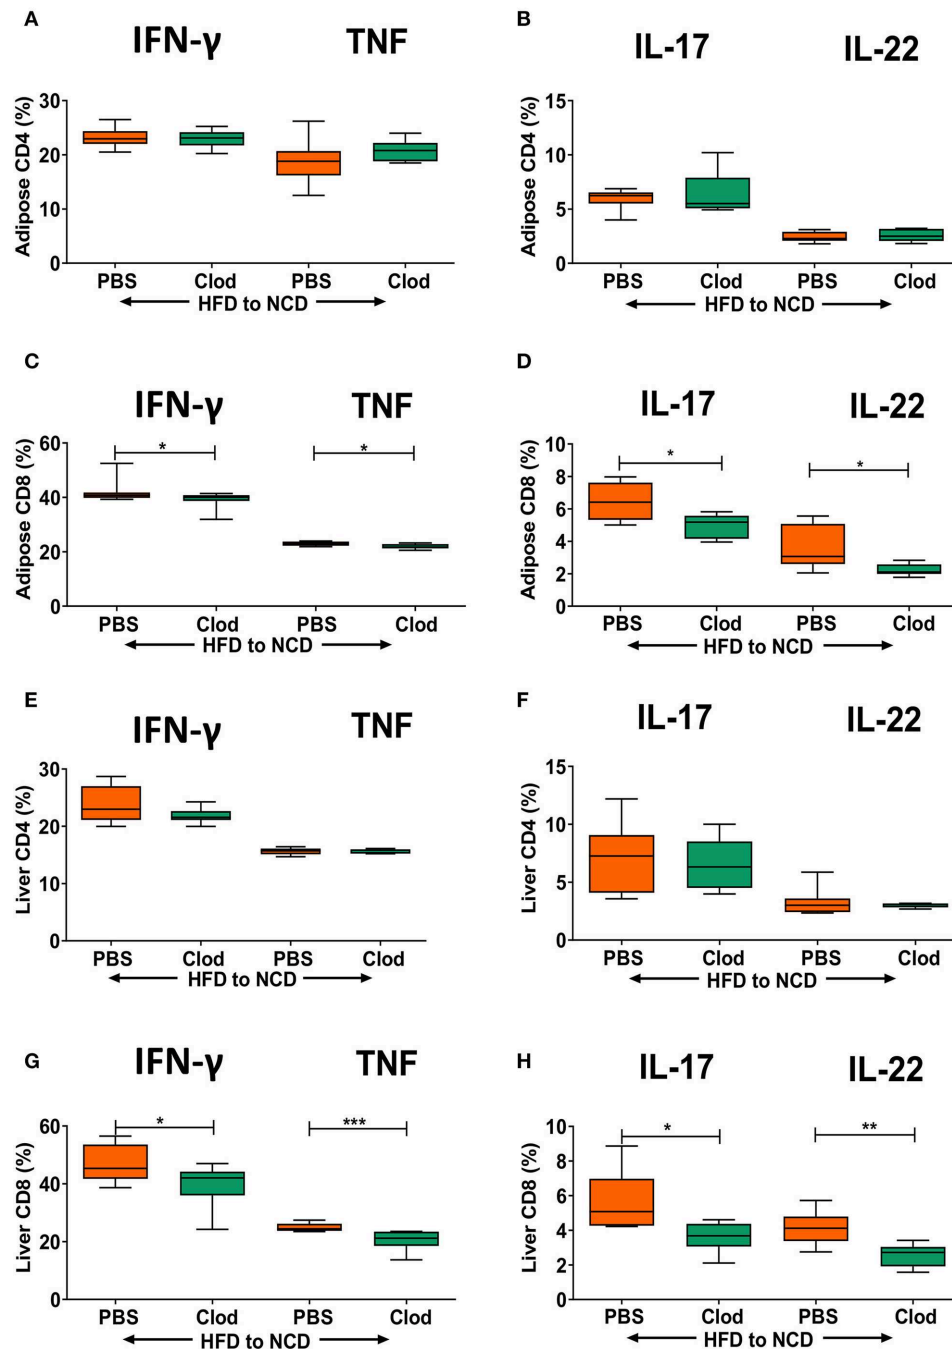 A
IFN-γ TNF
Adipose CD4 (%)
30
20
10
0
PBS Clod PBS Clod
HFD to NCD
B
IL-17 IL-22
Adipose CD4 (%)
15
10
5
0
PBS Clod PBS Clod
HFD to NCD
C
IFN-γ TNF
Adipose CD8 (%)
60
40
20
0
* *
PBS Clod PBS Clod
HFD to NCD
D
IL-17 IL-22
Adipose CD8 (%)
10
8
6
4
2
0
* *
PBS Clod PBS Clod
HFD to NCD
E
IFN-γ TNF
Liver CD4 (%)
30
20
10
0
PBS Clod PBS Clod
HFD to NCD
F
IL-17 IL-22
Liver CD4 (%)
15
10
5
0
PBS Clod PBS Clod
HFD to NCD
G
IFN-γ TNF
Liver CD8 (%)
60
40
20
0
* ***
PBS Clod PBS Clod
HFD to NCD
H
IL-17 IL-22
Liver CD8 (%)
10
8
6
4
2
0
* **
PBS Clod PBS Clod
HFD to NCD